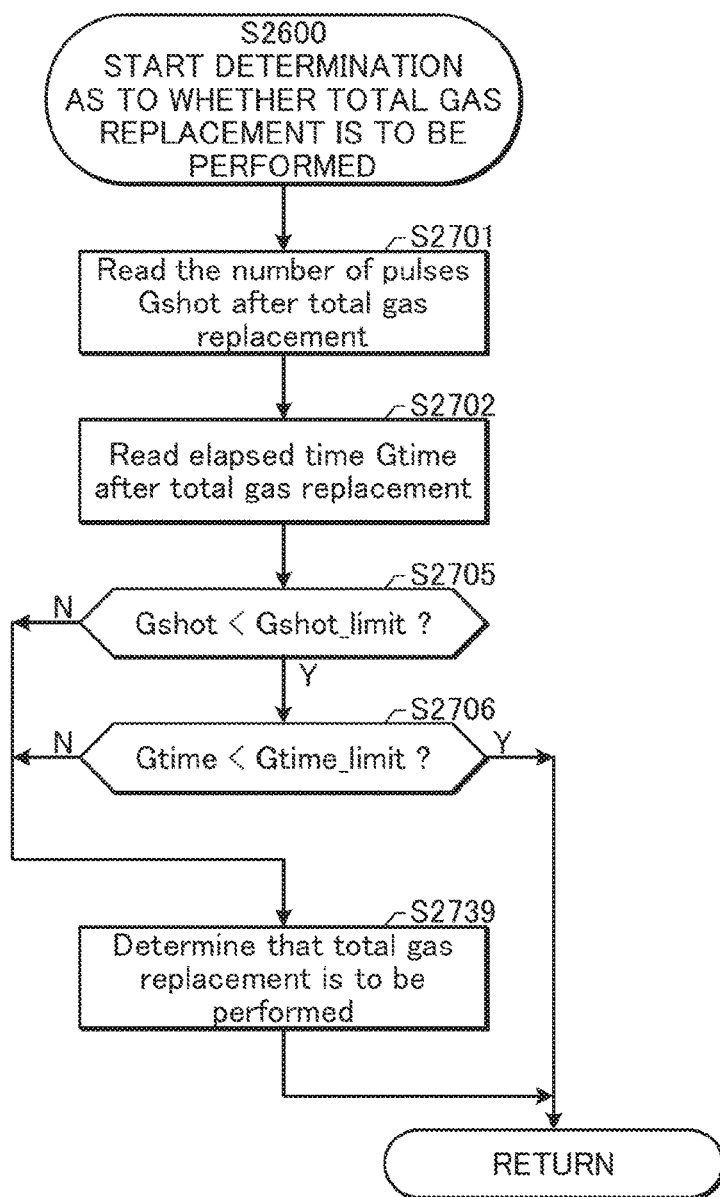 S2600
START DETERMINATION
AS TO WHETHER TOTAL GAS
REPLACEMENT IS TO BE
PERFORMED
S2701
Read the number of pulses
Gshot after total gas
replacement
S2702
Read elapsed time Gtime
after total gas replacement
S2705
N
Gshot < Gshot_limit ?
Y
S2706
N
Gtime < Gtime_limit ?
Y
S2739
Determine that total gas
replacement is to be
performed
RETURN